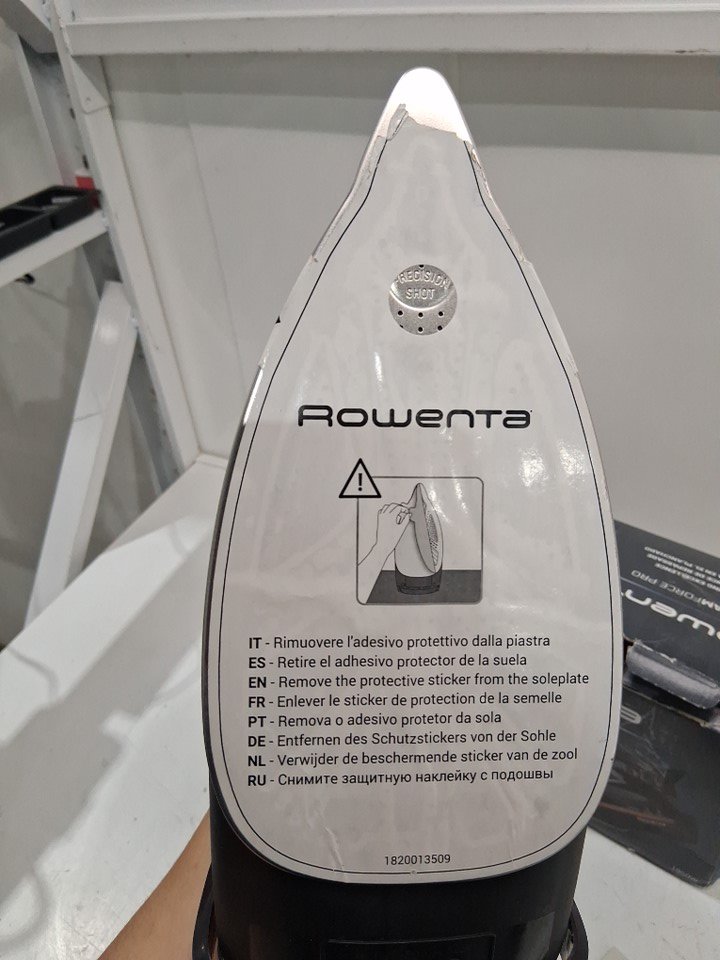 PRECISION
SHOT
Rowenta
!
IT - Rimuovere l'adesivo protettivo dalla piastra
ES - Retire el adhesivo protector de la suela
EN - Remove the protective sticker from the soleplate
FR - Enlever le sticker de protection de la semelle
PT - Remova o adesivo protetor da sola
DE - Entfernen des Schutzstickers von der Sohle
NL - Verwijder de beschermende sticker van de zool
RU - Снимите защитную наклейку с подошвы
1820013509